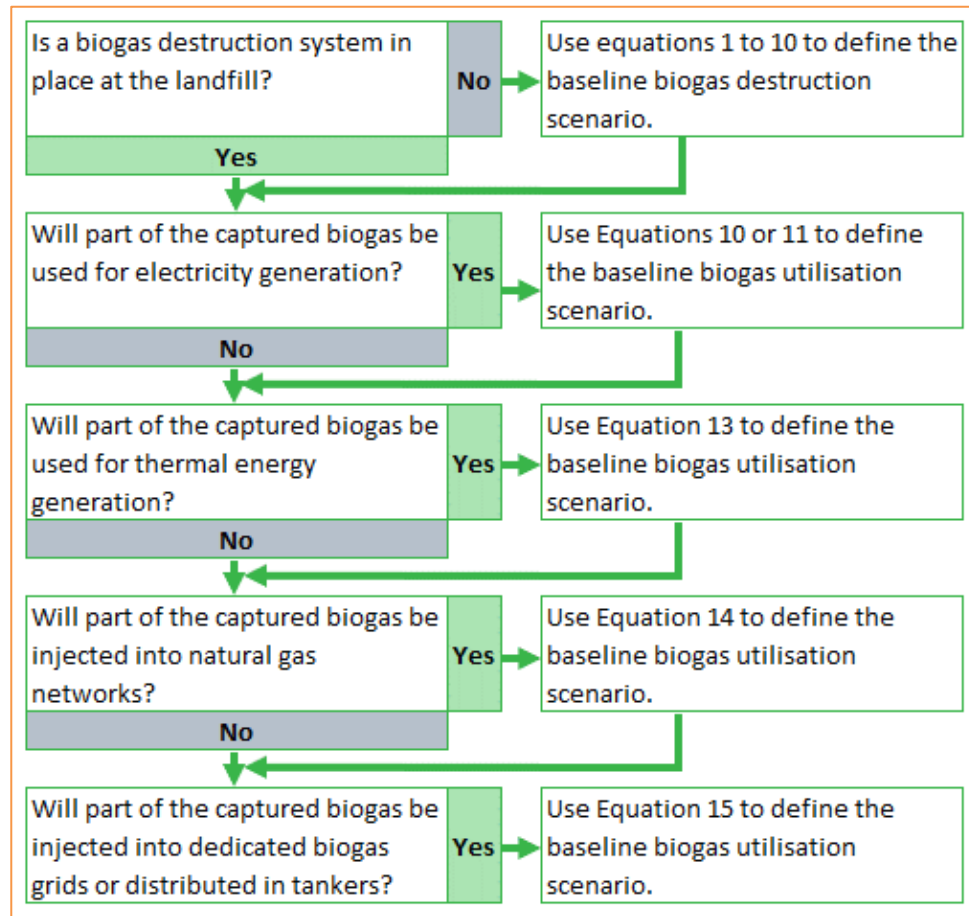 Is a biogas destruction system in
place at the landfill?
No
Use equations 1 to 10 to define the
baseline biogas destruction
scenario.
Yes
Will part of the captured biogas be
used for electricity generation?
Yes
Use Equations 10 or 11 to define
the baseline biogas utilisation
scenario.
No
Will part of the captured biogas be
used for thermal energy
generation?
Yes
Use Equation 13 to define the
baseline biogas utilisation
scenario.
No
Will part of the captured biogas be
injected into natural gas
networks?
Yes
Use Equation 14 to define the
baseline biogas utilisation
scenario.
No
Will part of the captured biogas be
injected into dedicated biogas
grids or distributed in tankers?
Yes
Use Equation 15 to define the
baseline biogas utilisation
scenario.